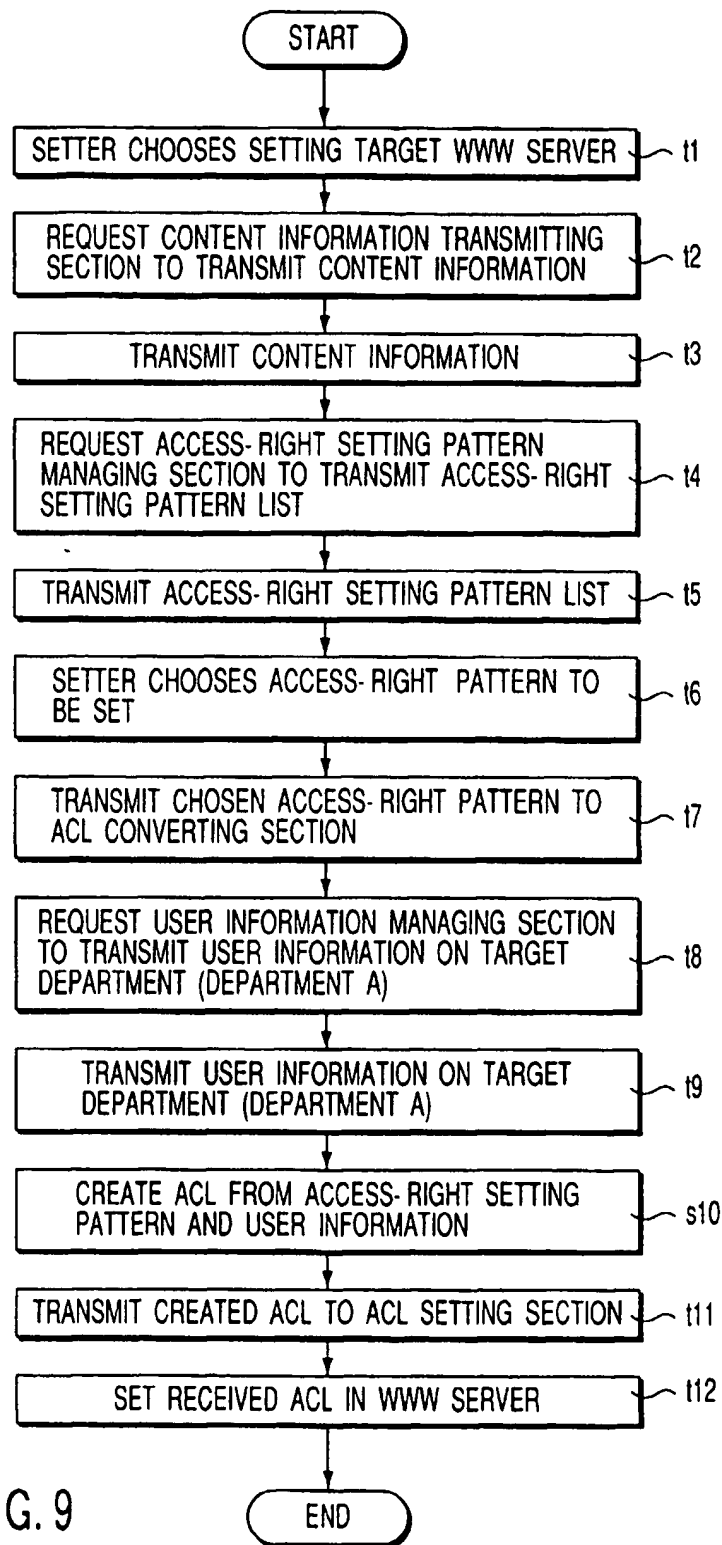 START
SETTER CHOOSES SETTING TARGET WWW SERVER t1
REQUEST CONTENT INFORMATION TRANSMITTING
SECTION TO TRANSMIT CONTENT INFORMATION t2
TRANSMIT CONTENT INFORMATION t3
REQUEST ACCESS-RIGHT SETTING PATTERN
MANAGING SECTION TO TRANSMIT ACCESS-RIGHT
SETTING PATTERN LIST t4
TRANSMIT ACCESS-RIGHT SETTING PATTERN LIST t5
SETTER CHOOSES ACCESS-RIGHT PATTERN TO
BE SET t6
TRANSMIT CHOSEN ACCESS-RIGHT PATTERN TO
ACL CONVERTING SECTION t7
REQUEST USER INFORMATION MANAGING SECTION
TO TRANSMIT USER INFORMATION ON TARGET
DEPARTMENT (DEPARTMENT A) t8
TRANSMIT USER INFORMATION ON TARGET
DEPARTMENT (DEPARTMENT A) t9
CREATE ACL FROM ACCESS-RIGHT SETTING
PATTERN AND USER INFORMATION s10
TRANSMIT CREATED ACL TO ACL SETTING SECTION t11
SET RECEIVED ACL IN WWW SERVER t12
END
G. 9